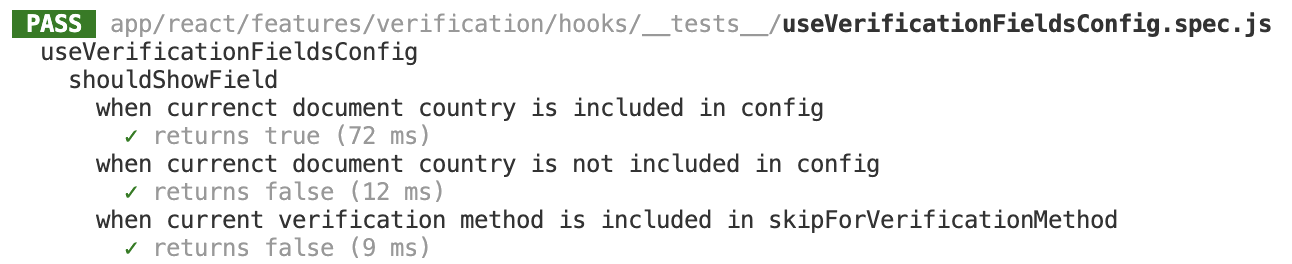 PASS app/react/features/verification/hooks/__tests__/useVerificationFieldsConfig.spec.js
useVerificationFieldsConfig
shouldShowField
when currenct document country is included in config
✓ returns true (72 ms)
when currenct document country is not included in config
✓ returns false (12 ms)
when current verification method is included in skipForVerificationMethod
✓ returns false (9 ms)